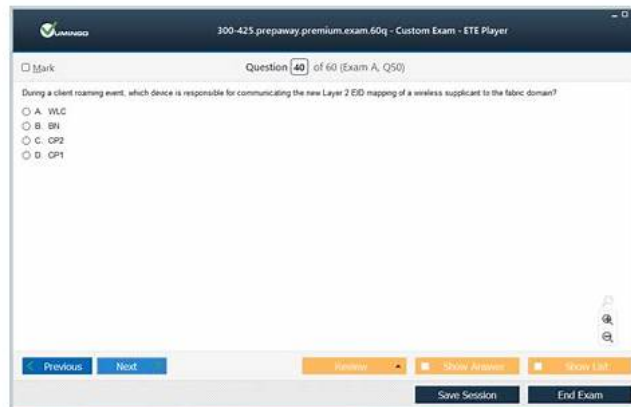 Vumingo
300-425.prepaway.premium.exam.60q - Custom Exam - ETE Player
Mark
Question 40 of 60 (Exam A, Q50)
During a client roaming event, which device is responsible for communicating the new Layer 2 EID mapping of a wireless supplicant to the fabric domain?
A. WLC
B. BN
C. CP2
D. CP1
Previous
Next
Review
Show Answer
Show List
Save Session
End Exam